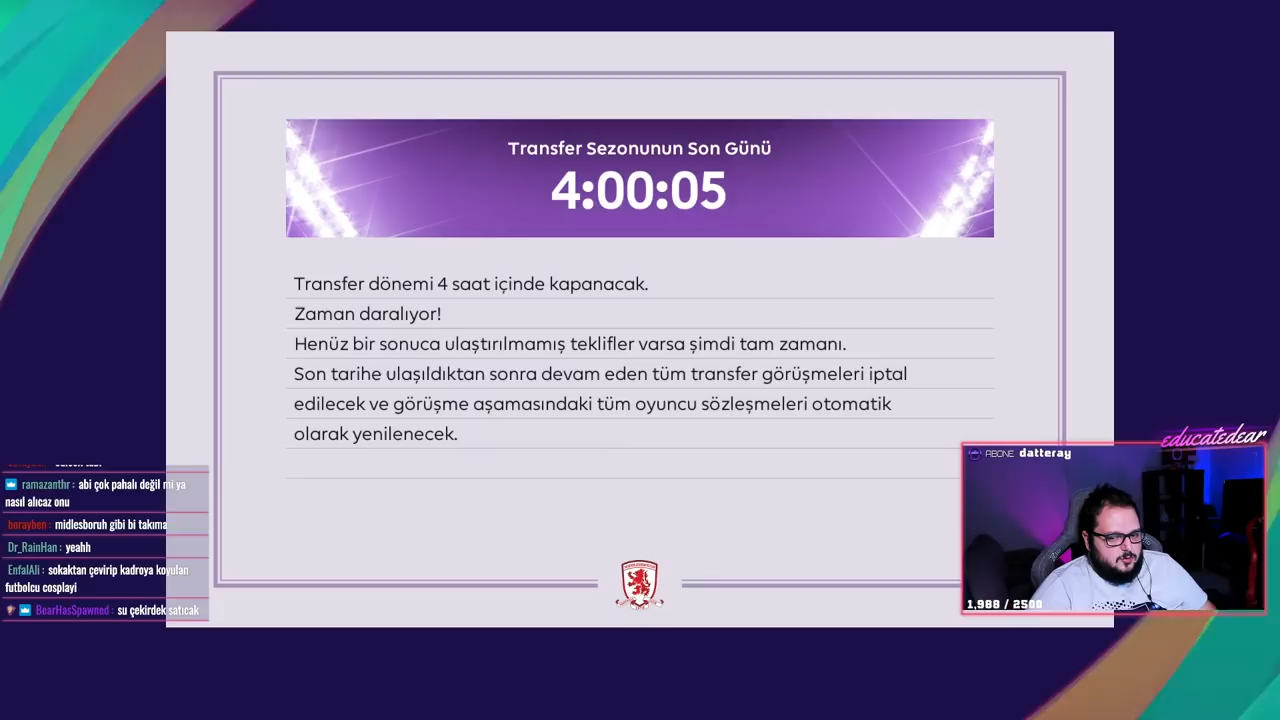 Transfer Sezonunun Son Günü
4:00:05
Transfer dönemi 4 saat içinde kapanacak.
Zaman daralıyor!
Henüz bir sonuca ulaştırılmamış teklifler varsa şimdi tam zamanı.
Son tarihe ulaşıldıktan sonra devam eden tüm transfer görüşmeleri iptal
edilecek ve görüşme aşamasındaki tüm oyuncu sözleşmeleri otomatik
olarak yenilenecek.
ramazanthr : abi çok pahalı değil mi ya
nasıl alıcaz onu
borayben : midlesboruh gibi bi takıma
Dr_RainHan : yeahh
EnfalAli : sokaktan çevirip kadroya koyulan
futbolcu cosplayi
BearHasSpawned : su çekirdek satıcak
educatedear
ABONE datteray
1,988 / 2500